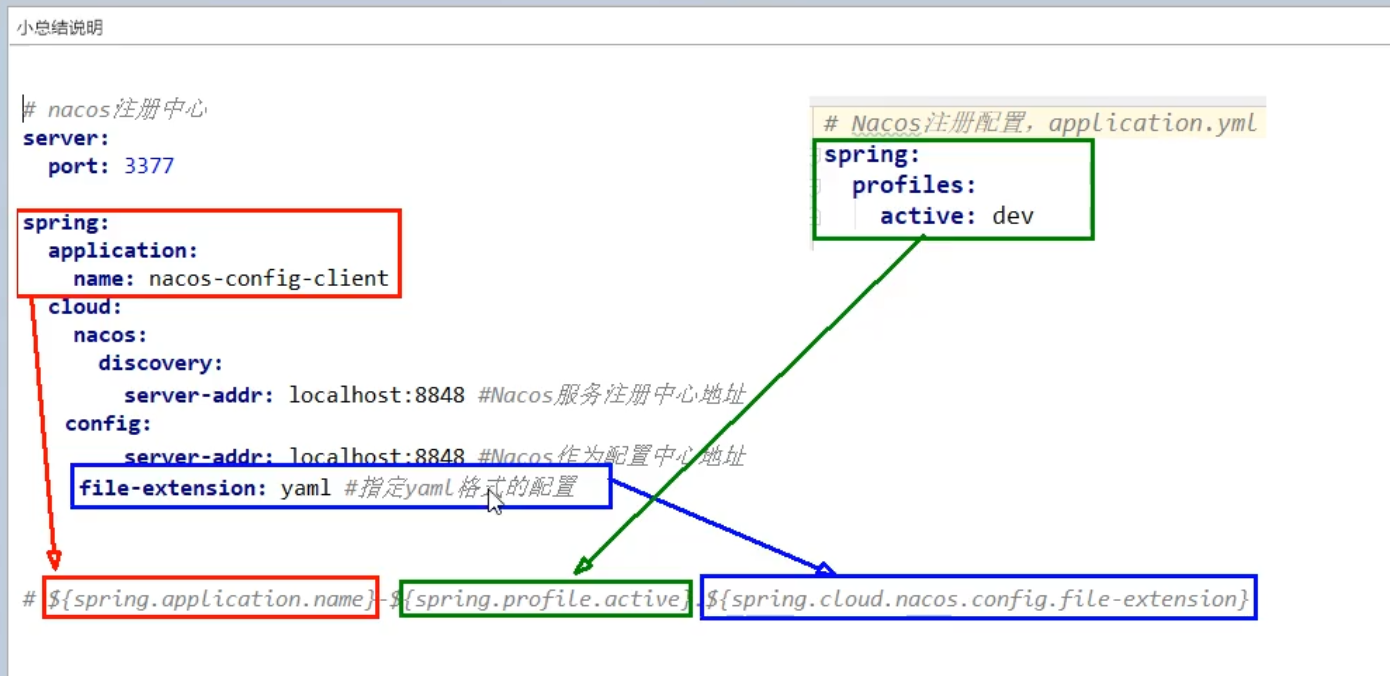 小总结说明
# nacos注册中心
server:
port: 3377
spring:
application:
name: nacos-config-client
cloud:
nacos:
discovery:
server-addr: localhost:8848 #Nacos服务注册中心地址
config:
server-addr: localhost:8848 #Nacos作为配置中心地址
file-extension: yaml #指定yaml格式的配置
# Nacos注册配置，application.yml
spring:
profiles:
active: dev
# ${spring.application.name}-${spring.profile.active}.${spring.cloud.nacos.config.file-extension}